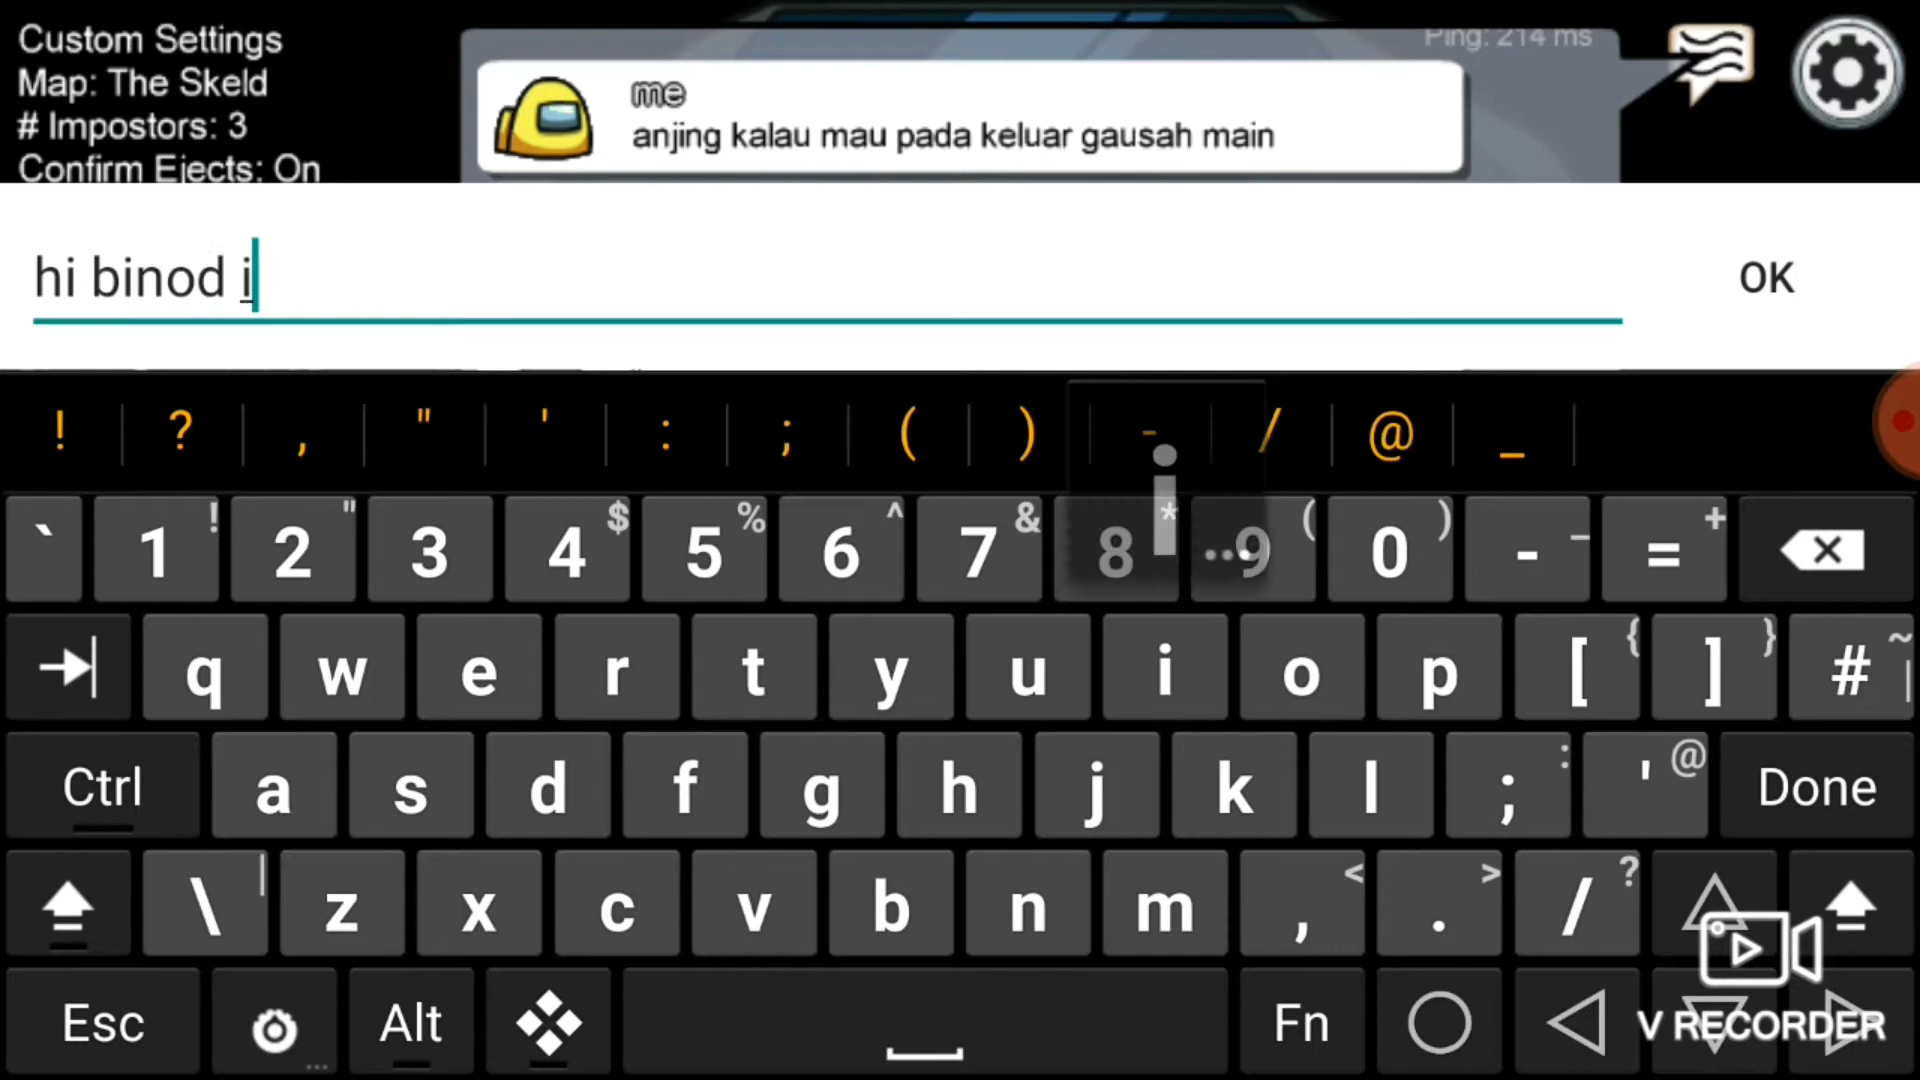 Custom Settings
Map: The Skeld
# Impostors: 3
Confirm Ejects: On
Ping: 214 ms
me
anjing kalau mau pada keluar gausah main
hi binod i
OK
! ? , " ' : ; ( ) - / @ _
i
...
` 1 ! 2 " 3 4 $ 5 % 6 ^ 7 & 8 * 9 ( 0 ) - _ = +
q w e r t y u i o p [ { ] } # ~
Ctrl a s d f g h j k l ; : ' @ Done
\ | z x c v b n m , < . > / ?
Esc ... Alt Fn
V RECORDER